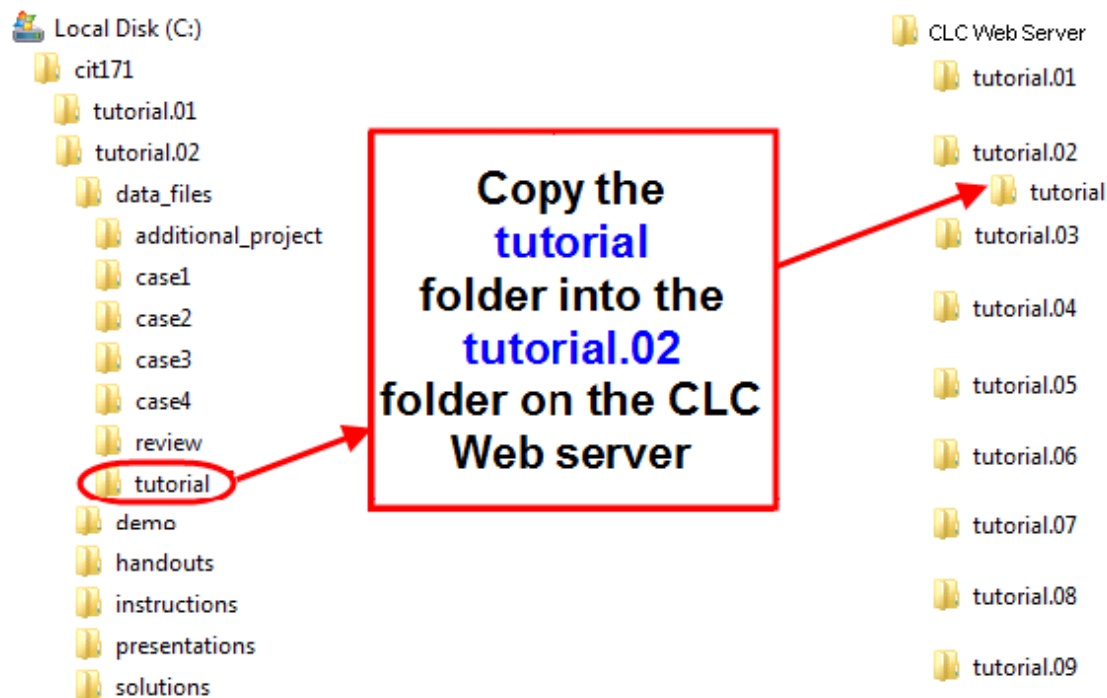 Local Disk (C:)
cit171
tutorial.01
tutorial.02
data_files
additional_project
case1
case2
case3
case4
review
tutorial
demo
handouts
instructions
presentations
solutions
Copy the
tutorial
folder into the
tutorial.02
folder on the CLC
Web server
CLC Web Server
tutorial.01
tutorial.02
tutorial
tutorial.03
tutorial.04
tutorial.05
tutorial.06
tutorial.07
tutorial.08
tutorial.09